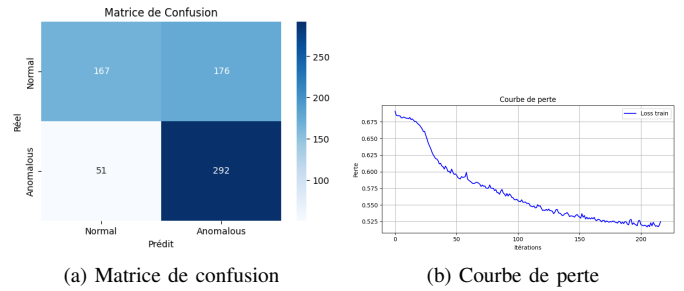 Matrice de Confusion
Normal
Anomalous
Réel
167
176
51
292
Normal
Anomalous
Prédit
250
200
150
100
Courbe de perte
Loss train
Perte
0.675
0.650
0.625
0.600
0.575
0.550
0.525
0
50
100
150
200
Itérations
(a) Matrice de confusion
(b) Courbe de perte